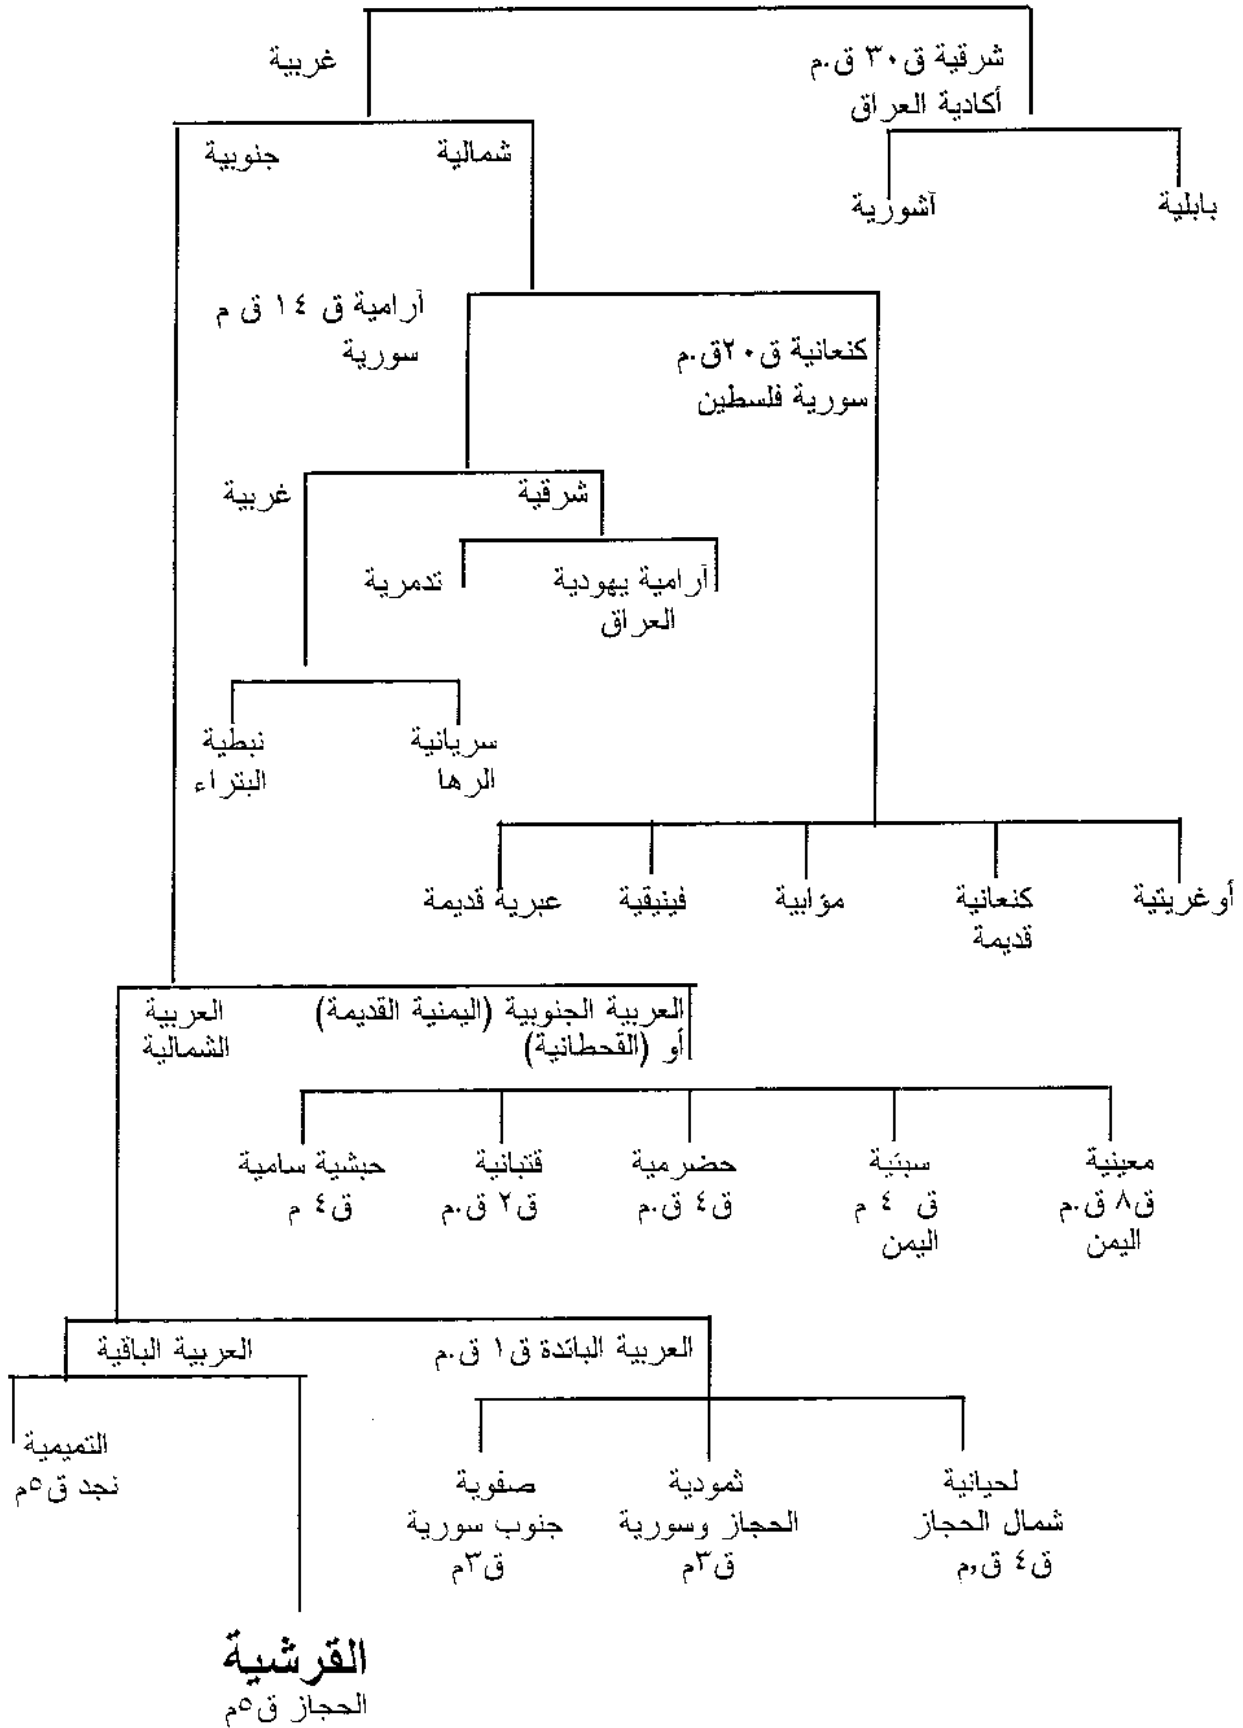 شرقية ق٣٠ ق.م
أكادية العراق
غربية
بابلية
آشورية
شمالية
جنوبية
كنعانية ق٢٠ق.م
سورية فلسطين
آرامية ق ١٤ ق م
سورية
شرقية
غربية
آرامية يهودية
العراق
تدمرية
سريانية
الرها
نبطية
البتراء
أوغريتية
كنعانية
قديمة
مؤابية
فينيقية
عبرية قديمة
العربية الجنوبية (اليمنية القديمة)
أو (القحطانية)
العربية
الشمالية
معينية
ق٨ ق.م
اليمن
سبئية
ق ٤ م
اليمن
حضرمية
ق٤ ق.م
قتبانية
ق٢ ق.م
حبشية سامية
ق٤ م
العربية البائدة ق١ ق.م
العربية الباقية
لحيانية
شمال الحجاز
ق٤ ق,م
ثمودية
الحجاز وسورية
ق٣م
صفوية
جنوب سورية
ق٣م
التميمية
نجد ق٥م
القرشية
الحجاز ق٥م